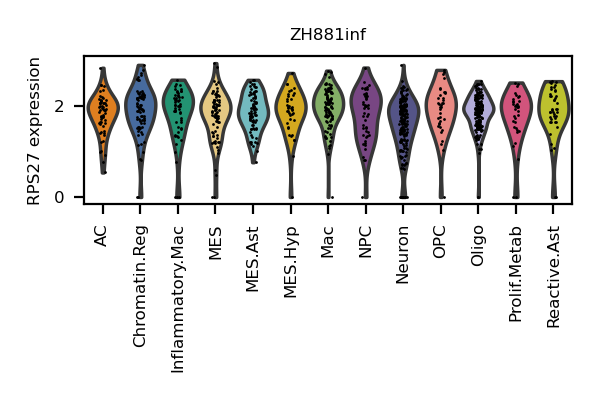 ZH881inf
RPS27 expression
2
0
AC
Chromatin.Reg
Inflammatory.Mac
MES
MES.Ast
MES.Hyp
Mac
NPC
Neuron
OPC
Oligo
Prolif.Metab
Reactive.Ast